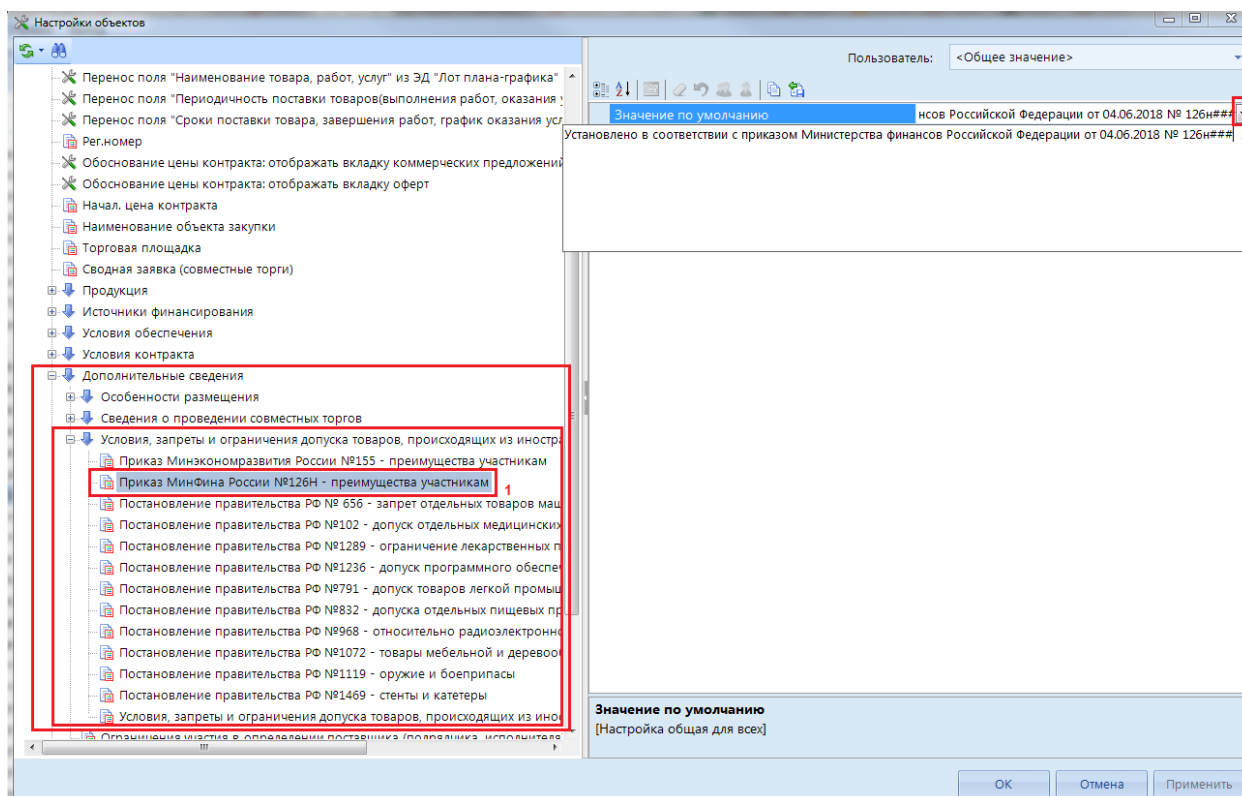 Настройки объектов
Пользователь: <Общее значение>
Перенос поля "Наименование товара, работ, услуг" из ЭД "Лот плана-графика"
Перенос поля "Периодичность поставки товаров(выполнения работ, оказания
Перенос поля "Сроки поставки товара, завершения работ, график оказания усл
Рег.номер
Обоснование цены контракта: отображать вкладку коммерческих предложений
Обоснование цены контракта: отображать вкладку оферт
Начал. цена контракта
Наименование объекта закупки
Торговая площадка
Сводная заявка (совместные торги)
Продукция
Источники финансирования
Условия обеспечения
Условия контракта
Дополнительные сведения
Особенности размещения
Сведения о проведении совместных торгов
Условия, запреты и ограничения допуска товаров, происходящих из иностра
Приказ Минэкономразвития России №155 - преимущества участникам
Приказ МинФина России №126Н - преимущества участникам
1
Постановление правительства РФ № 656 - запрет отдельных товаров маш
Постановление правительства РФ №102 - допуск отдельных медицинских
Постановление правительства РФ №1289 - ограничение лекарственных п
Постановление правительства РФ №1236 - допуск программного обеспе
Постановление правительства РФ №791 - допуск товаров легкой промыш
Постановление правительства РФ №832 - допуска отдельных пищевых пр
Постановление правительства РФ №968 - относительно радиоэлектронно
Постановление правительства РФ №1072 - товары мебельной и деревооб
Постановление правительства РФ №1119 - оружие и боеприпасы
Постановление правительства РФ №1469 - стенты и катетеры
Условия, запреты и ограничения допуска товаров, происходящих из инос
Ограничения участия в определении поставщика (подрядчика, исполнителя
Значение по умолчанию нсов Российской Федерации от 04.06.2018 № 126н###
Установлено в соответствии с приказом Министерства финансов Российской Федерации от 04.06.2018 № 126н###
Значение по умолчанию
[Настройка общая для всех]
ОК Отмена Применить